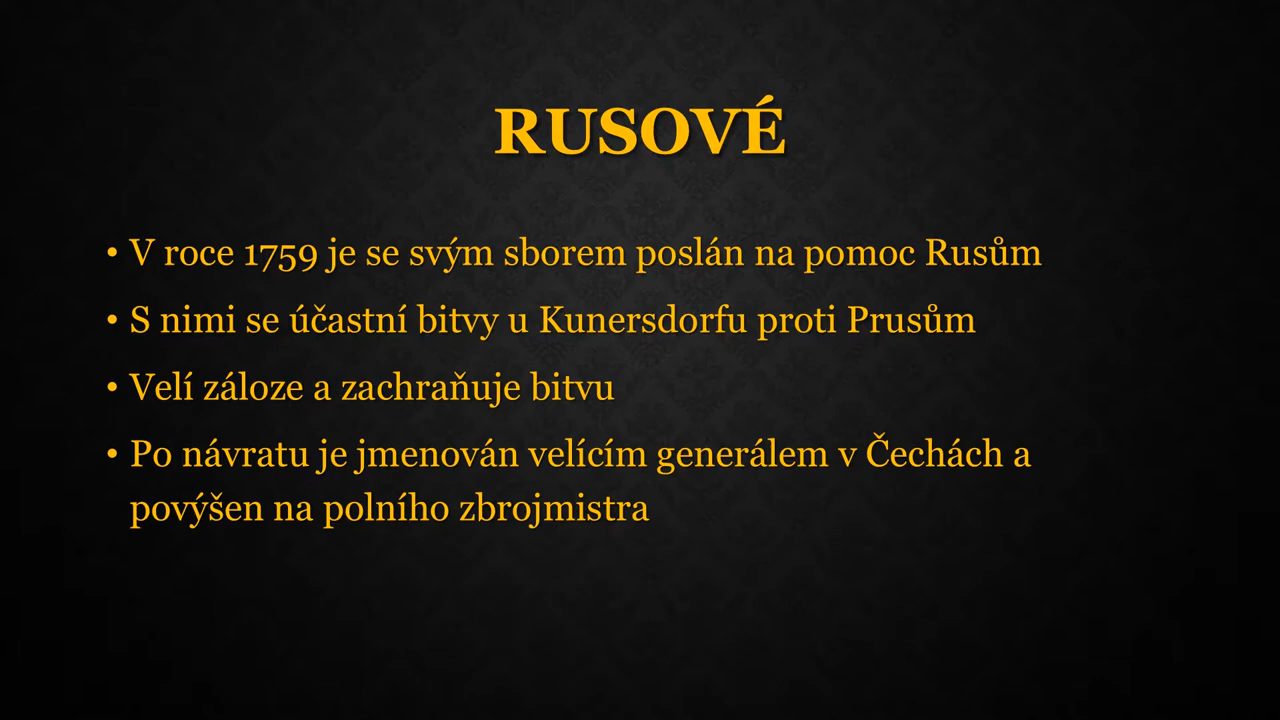 RUSOVÉ
• V roce 1759 je se svým sborem poslán na pomoc Rusům
• S nimi se účastní bitvy u Kunersdorfu proti Prusům
• Velí záloze a zachraňuje bitvu
• Po návratu je jmenován velícím generálem v Čechách a
povýšen na polního zbrojmistra